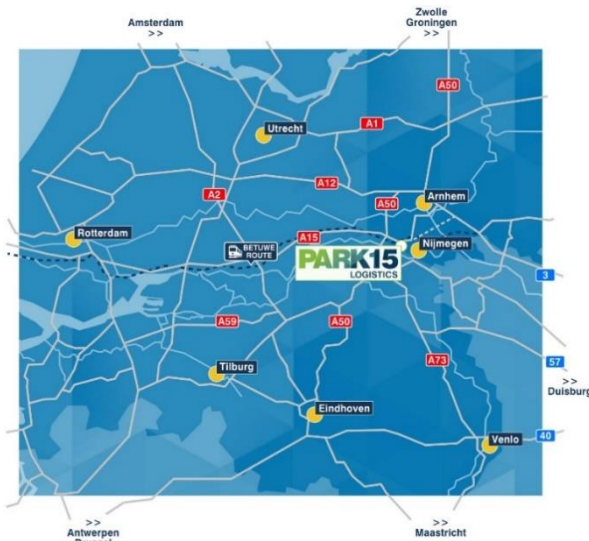 Amsterdam
>>
Zwolle
Groningen
>>
A50
A1
Utrecht
A12
A2
A50
Arnhem
Rotterdam
A15
BETUWE
ROUTE
Nijmegen
PARK15
LOGISTICS
3
A59
A50
A73
57
>>
Duisburg
Tilburg
Eindhoven
Venlo
40
>>
Antwerpen
>>
Maastricht